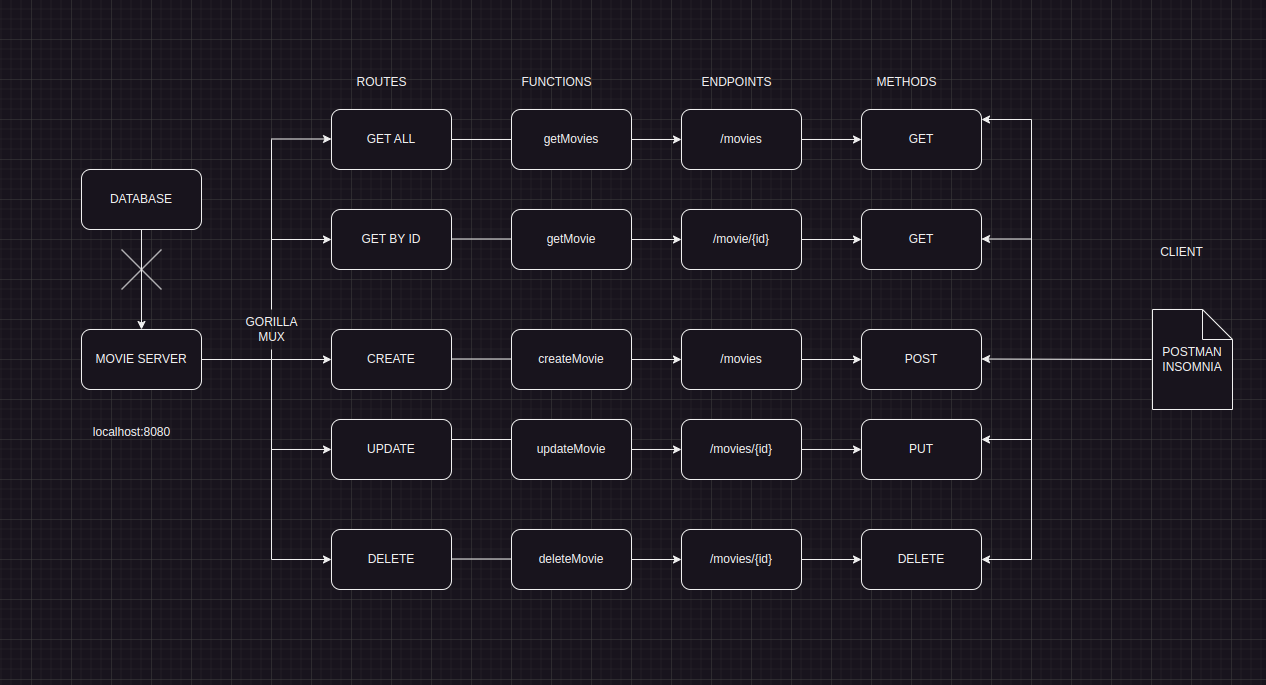 ROUTES
FUNCTIONS
ENDPOINTS
METHODS
GET ALL
getMovies
/movies
GET
DATABASE
GET BY ID
getMovie
/movie/{id}
GET
CLIENT
GORILLA
MUX
MOVIE SERVER
CREATE
createMovie
/movies
POST
POSTMAN
INSOMNIA
localhost:8080
UPDATE
updateMovie
/movies/{id}
PUT
DELETE
deleteMovie
/movies/{id}
DELETE